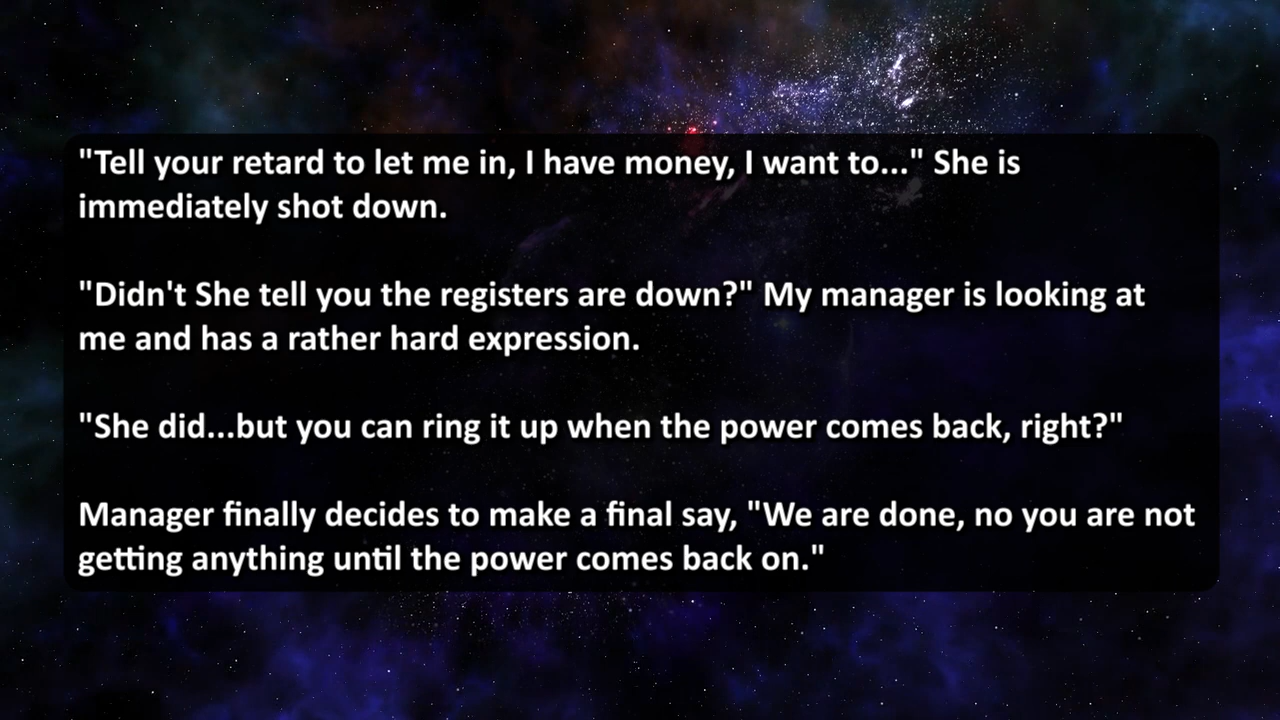 "Tell your retard to let me in, I have money, I want to..." She is
immediately shot down.
"Didn't She tell you the registers are down?" My manager is looking at
me and has a rather hard expression.
"She did...but you can ring it up when the power comes back, right?"
Manager finally decides to make a final say, "We are done, no you are not
getting anything until the power comes back on."